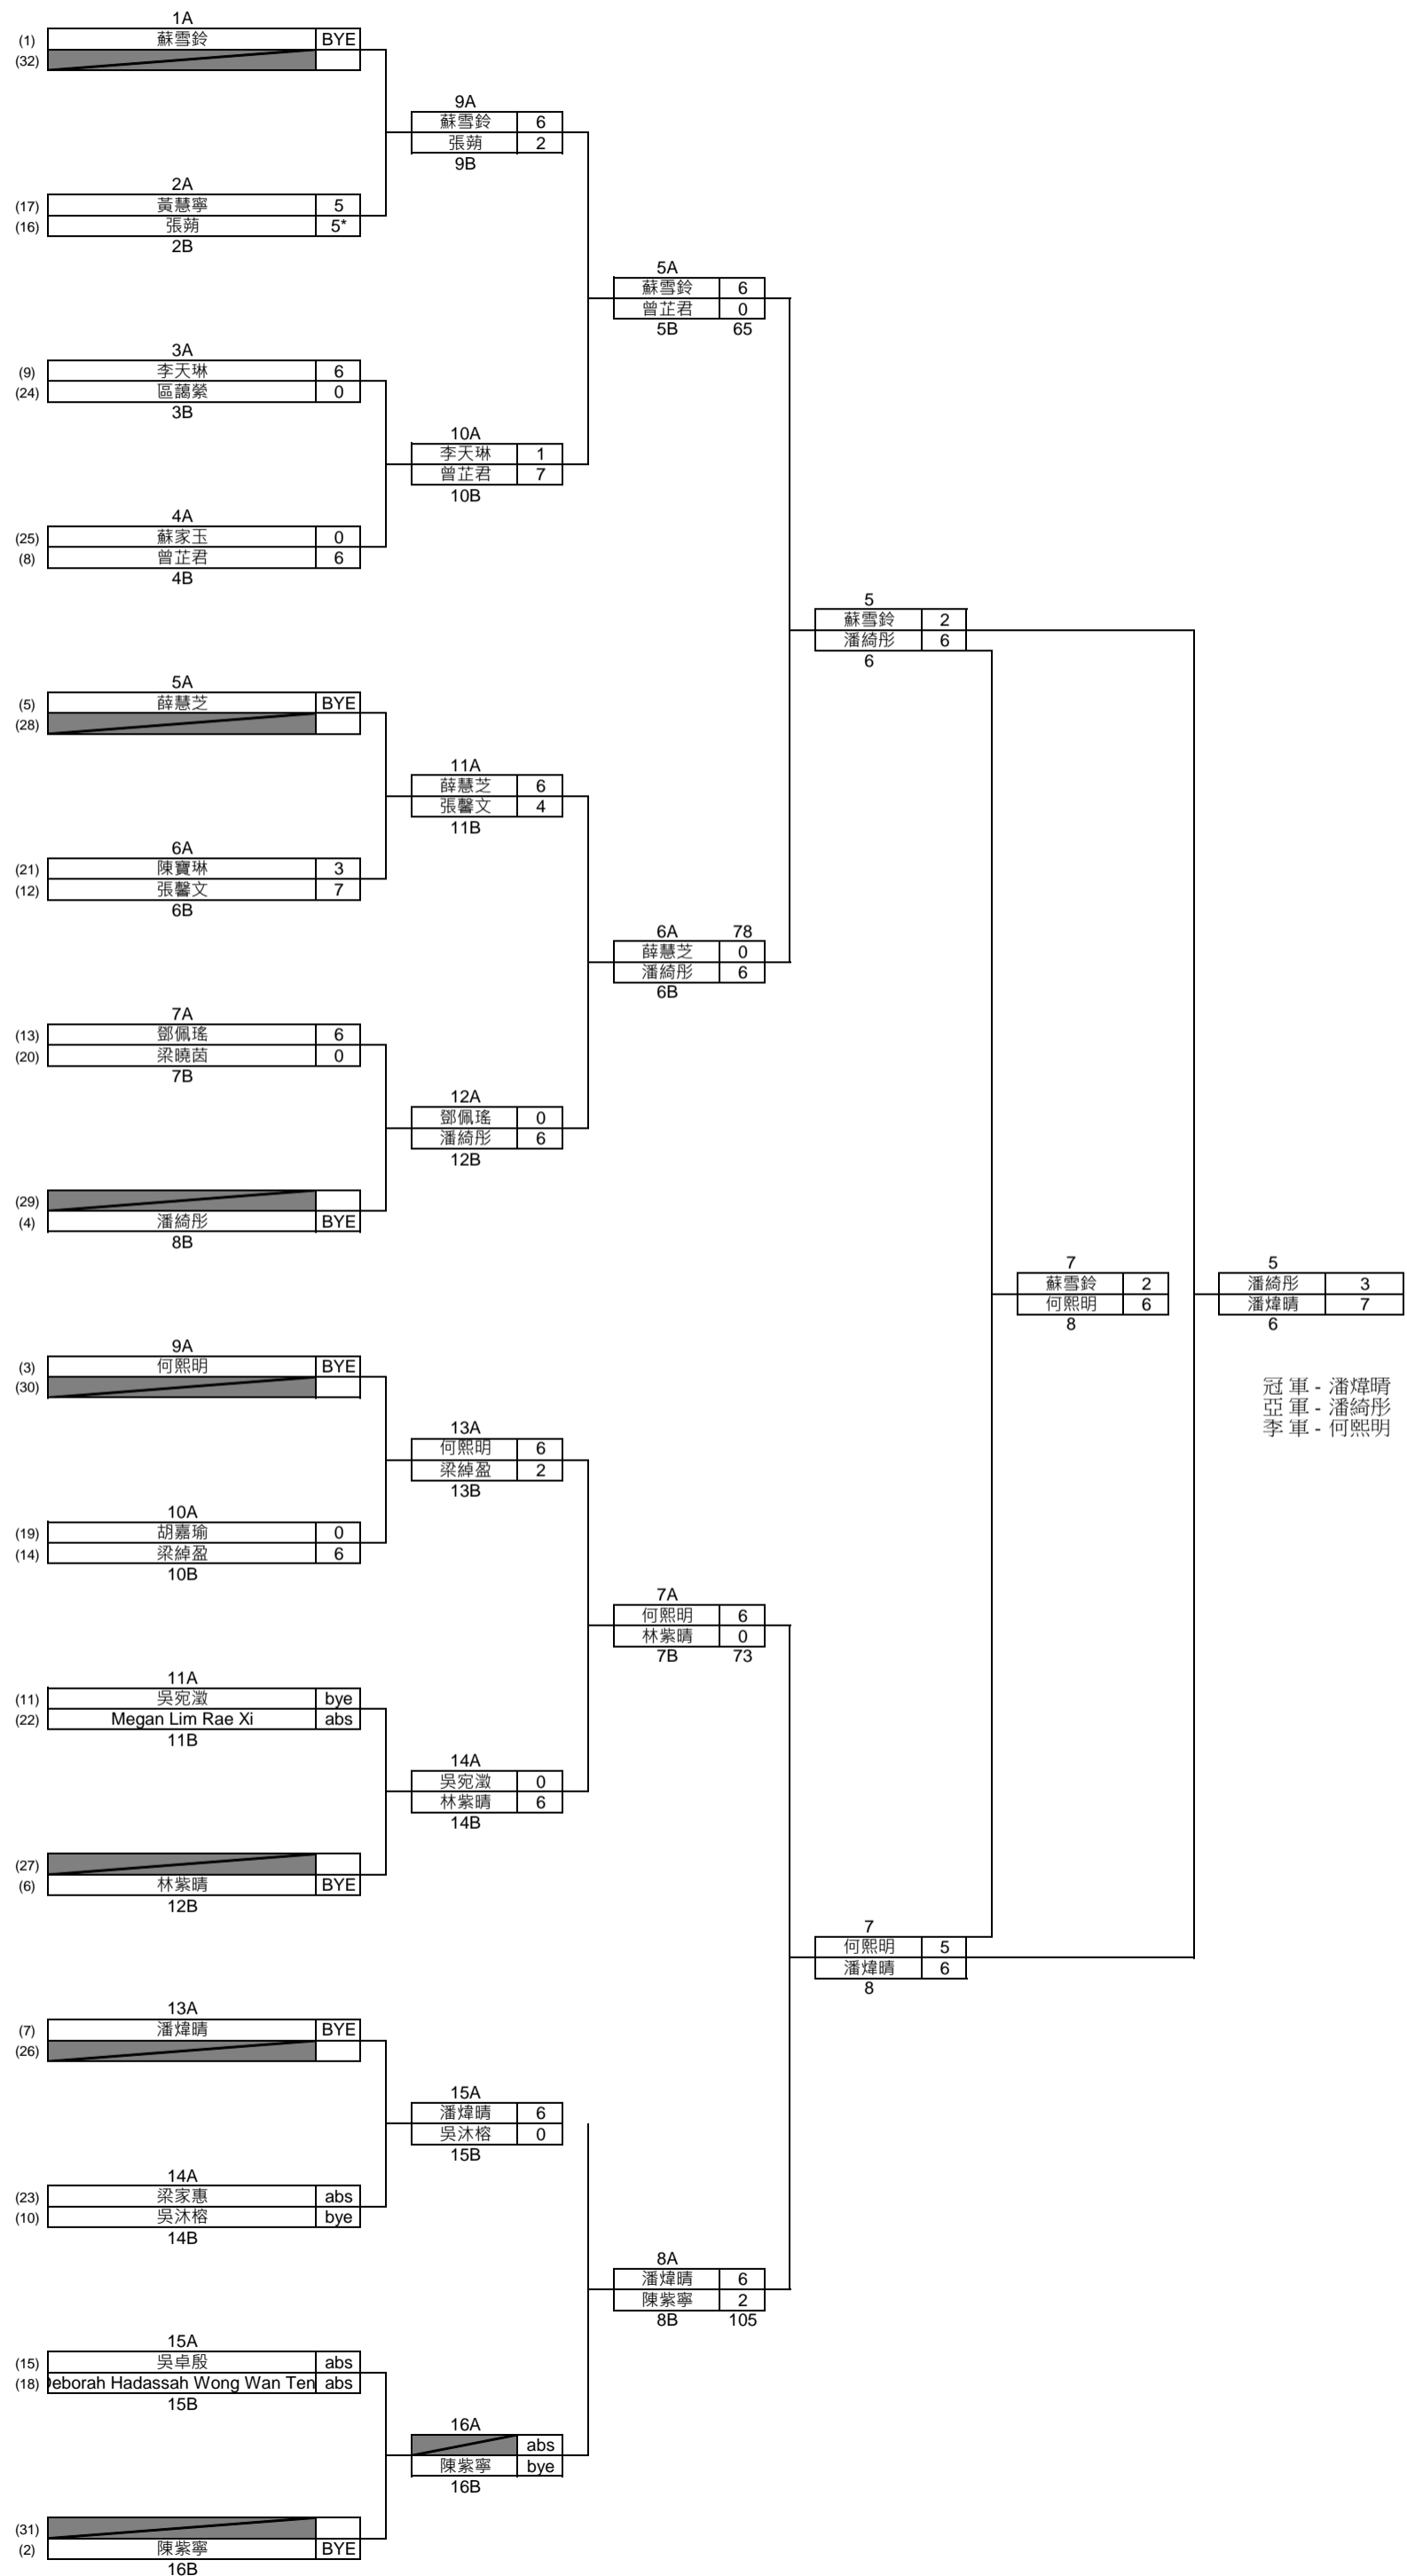 1A
(1) 蘇雪鈴 BYE
(32)
2A
(17) 黃慧寧 5
(16) 張蒴 5*
2B
3A
(9) 李天琳 6
(24) 區藹縈 0
3B
4A
(25) 蘇家玉 0
(8) 曾芷君 6
4B
5A
(5) 薛慧芝 BYE
(28)
6A
(21) 陳寶琳 3
(12) 張馨文 7
6B
7A
(13) 鄧佩瑤 6
(20) 梁曉茵 0
7B
(29)
(4) 潘綺彤 BYE
8B
9A
(3) 何熙明 BYE
(30)
10A
(19) 胡嘉瑜 0
(14) 梁綽盈 6
10B
11A
(11) 吳宛澂 bye
(22) Megan Lim Rae Xi abs
11B
(27)
(6) 林紫晴 BYE
12B
13A
(7) 潘煒晴 BYE
(26)
14A
(23) 梁家惠 abs
(10) 吳沐榕 bye
14B
15A
(15) 吳卓殷 abs
(18) eborah Hadassah Wong Wan Ten abs
15B
(31)
(2) 陳紫寧 BYE
16B
9A
蘇雪鈴 6
張蒴 2
9B
10A
李天琳 1
曾芷君 7
10B
11A
薛慧芝 6
張馨文 4
11B
12A
鄧佩瑤 0
潘綺彤 6
12B
13A
何熙明 6
梁綽盈 2
13B
14A
吳宛澂 0
林紫晴 6
14B
15A
潘煒晴 6
吳沐榕 0
15B
16A
abs
陳紫寧 bye
16B
5A
蘇雪鈴 6
曾芷君 0
5B 65
6A 78
薛慧芝 0
潘綺彤 6
6B
7A
何熙明 6
林紫晴 0
7B 73
8A
潘煒晴 6
陳紫寧 2
8B 105
5
蘇雪鈴 2
潘綺彤 6
6
7
何熙明 5
潘煒晴 6
8
7
蘇雪鈴 2
何熙明 6
8
5
潘綺彤 3
潘煒晴 7
6
冠 軍 - 潘煒晴
亞 軍 - 潘綺彤
季 軍 - 何熙明